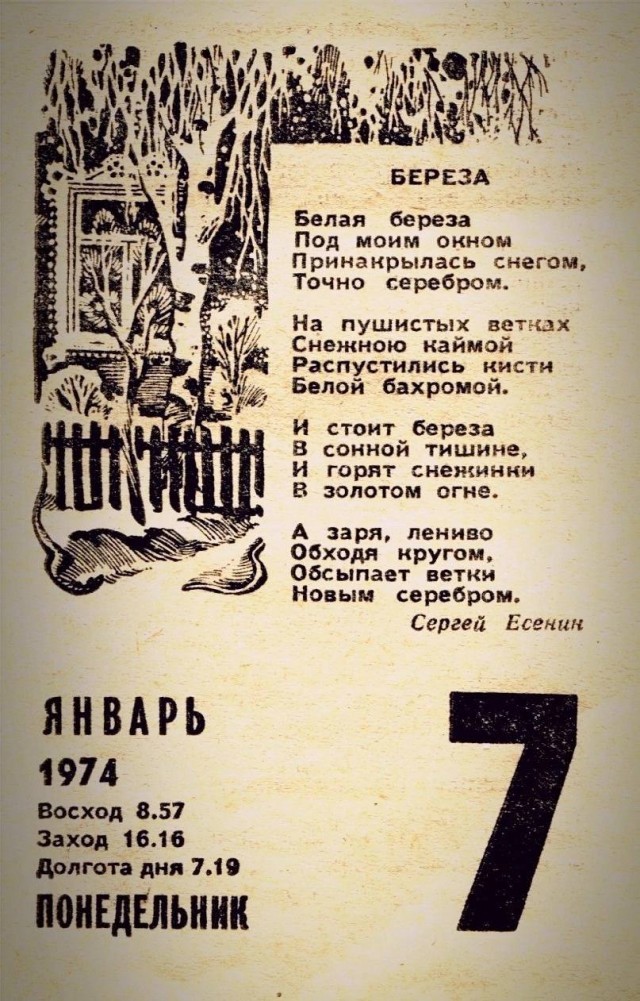 БЕРЕЗА
Белая береза
Под моим окном
Принакрылась снегом,
Точно серебром.
На пушистых ветках
Снежною каймой
Распустились кисти
Белой бахромой.
И стоит береза
В сонной тишине,
И горят снежинки
В золотом огне.
А заря, лениво
Обходя кругом,
Обсыпает ветки
Новым серебром.
Сергей Есенин
ЯНВАРЬ
1974
Восход 8.57
Заход 16.16
Долгота дня 7.19
ПОНЕДЕЛЬНИК
7